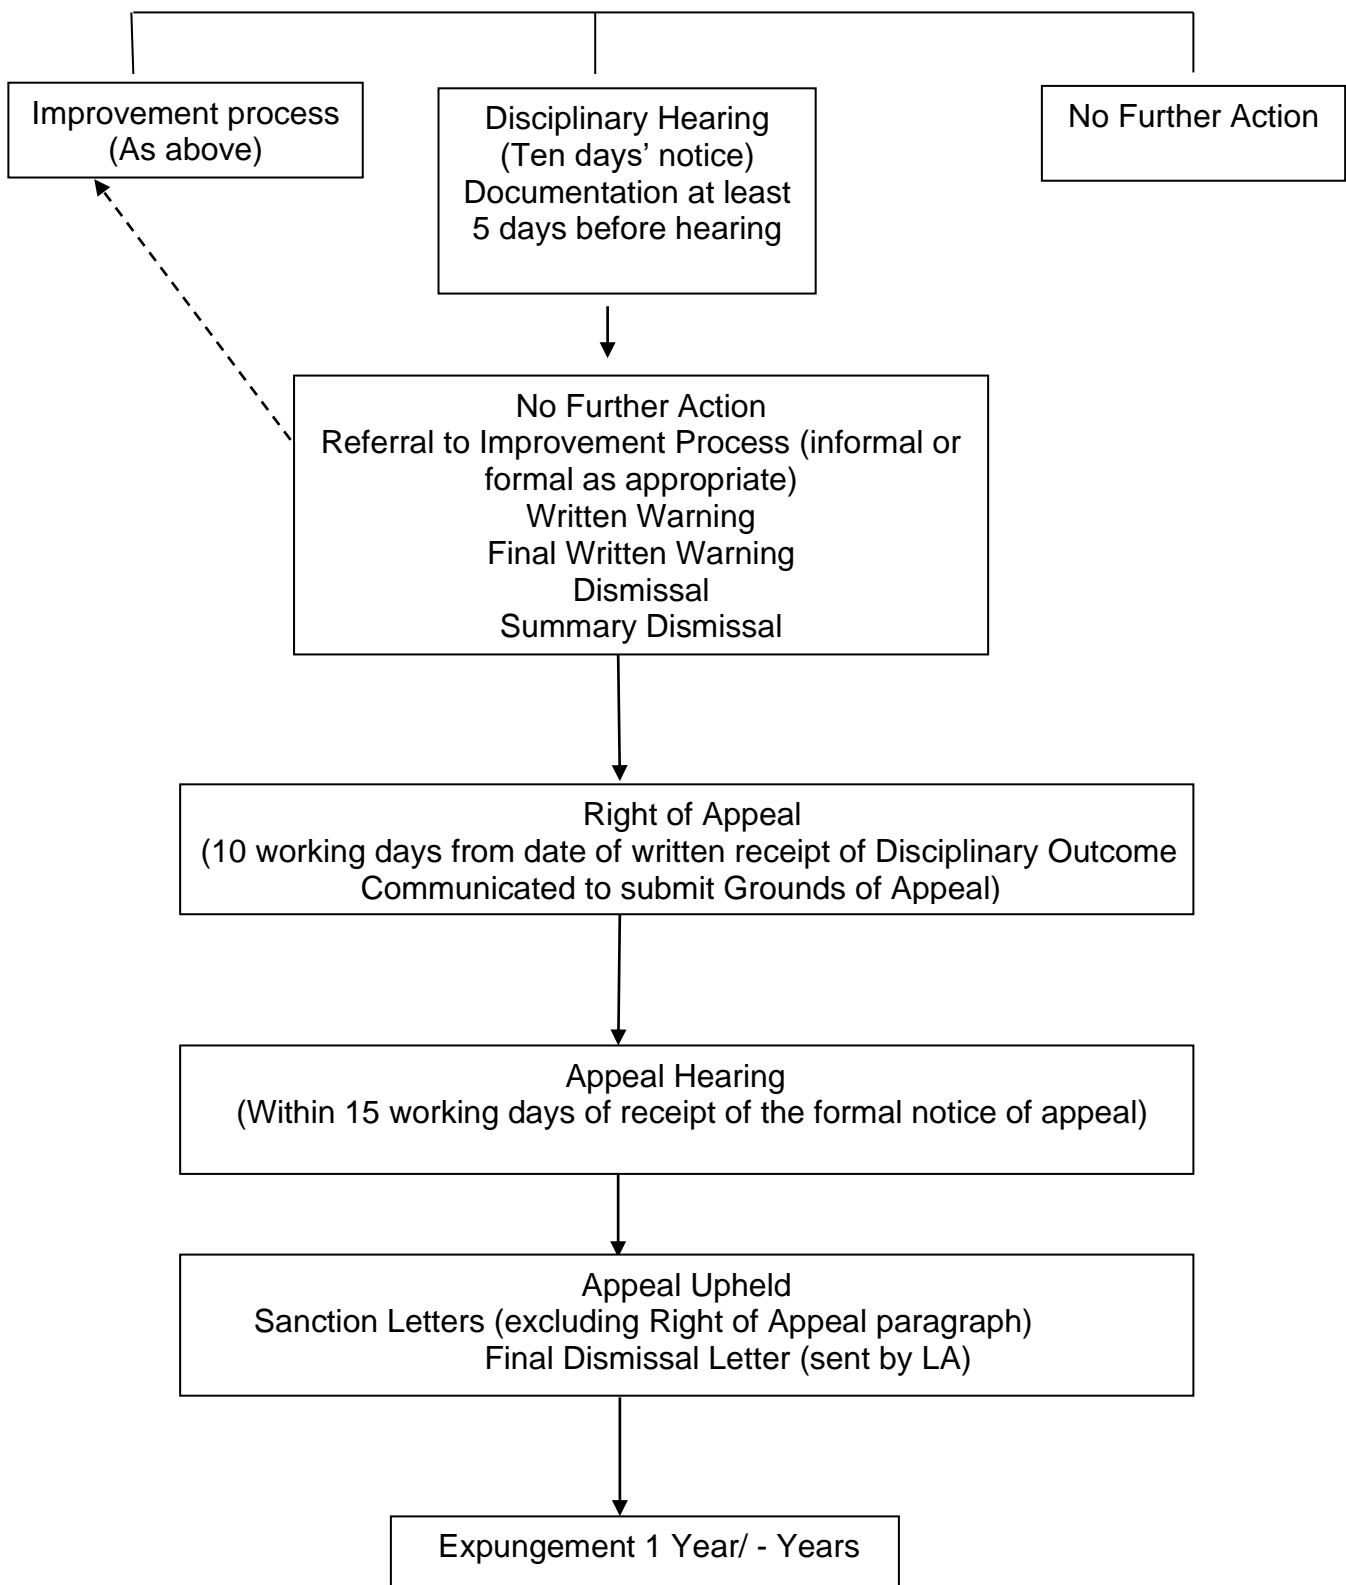 Improvement process
(As above)
Disciplinary Hearing
(Ten days’ notice)
Documentation at least
5 days before hearing
No Further Action
No Further Action
Referral to Improvement Process (informal or
formal as appropriate)
Written Warning
Final Written Warning
Dismissal
Summary Dismissal
Right of Appeal
(10 working days from date of written receipt of Disciplinary Outcome
Communicated to submit Grounds of Appeal)
Appeal Hearing
(Within 15 working days of receipt of the formal notice of appeal)
Appeal Upheld
Sanction Letters (excluding Right of Appeal paragraph)
Final Dismissal Letter (sent by LA)
Expungement 1 Year/ - Years